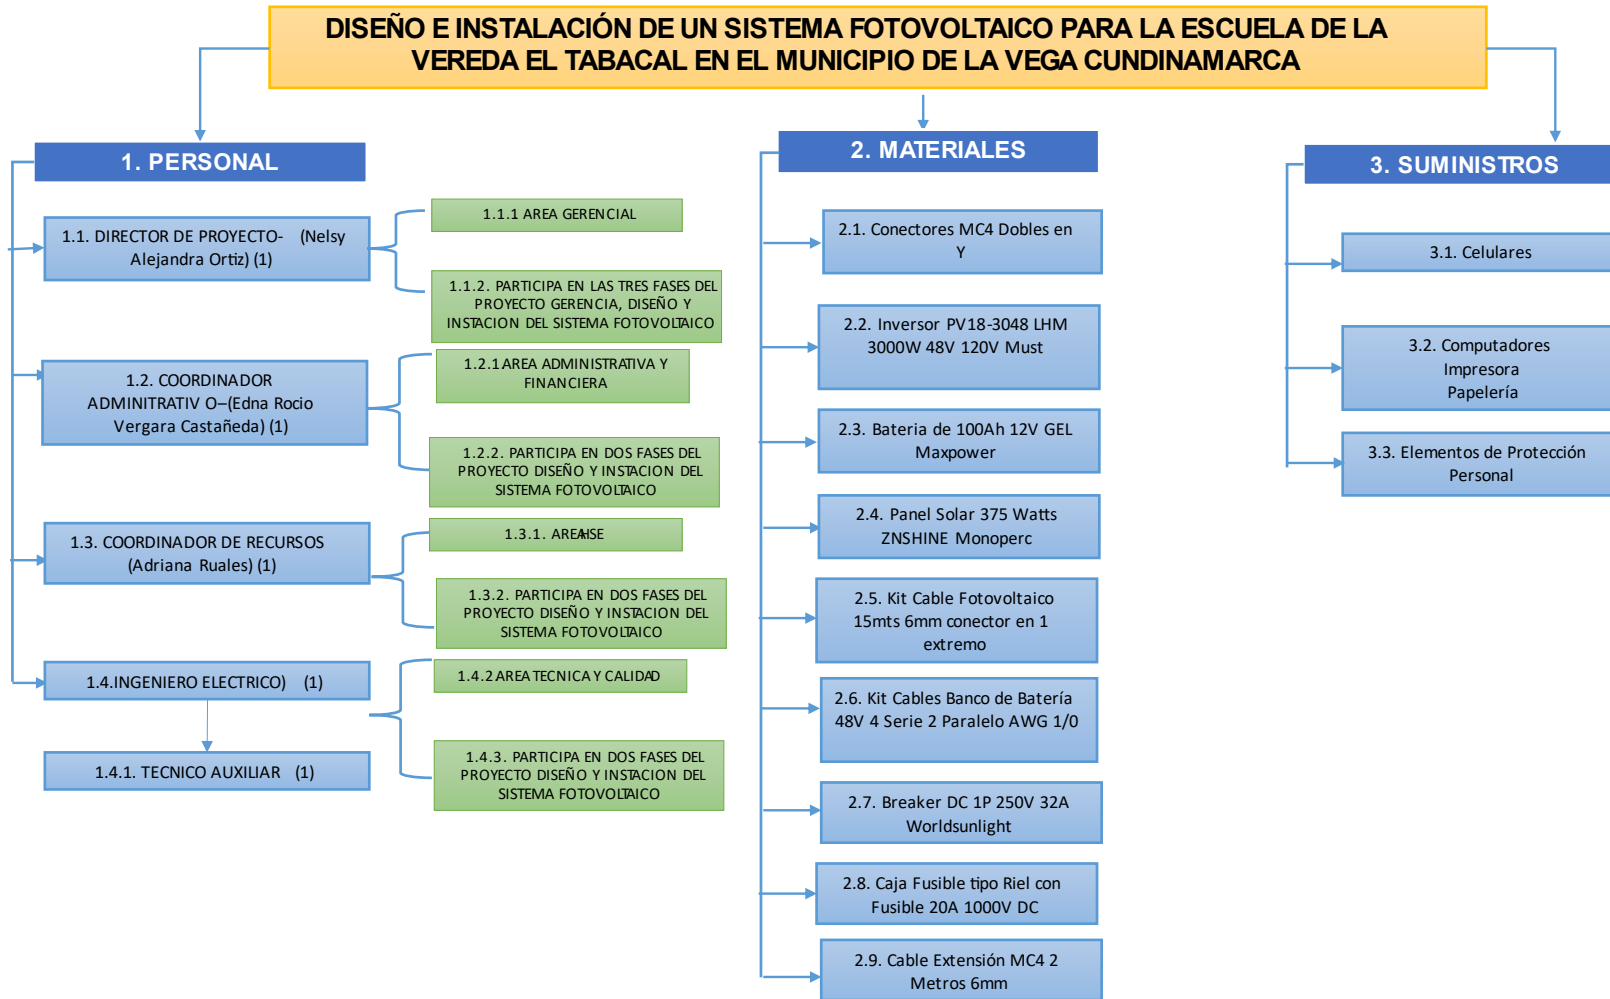 DISEÑO E INSTALACIÓN DE UN SISTEMA FOTOVOLTAICO PARA LA ESCUELA DE LA
VEREDA EL TABACAL EN EL MUNICIPIO DE LA VEGA CUNDINAMARCA
1. PERSONAL
1.1. DIRECTOR DE PROYECTO- (Nelsy
Alejandra Ortiz) (1)
1.1.1 AREA GERENCIAL
1.1.2. PARTICIPA EN LAS TRES FASES DEL
PROYECTO GERENCIA, DISEÑO Y
INSTACION DEL SISTEMA FOTOVOLTAICO
1.2. COORDINADOR
ADMINITRATIV O–(Edna Rocio
Vergara Castañeda) (1)
1.2.1 AREA ADMINISTRATIVA Y
FINANCIERA
1.2.2. PARTICIPA EN DOS FASES DEL
PROYECTO DISEÑO Y INSTACION DEL
SISTEMA FOTOVOLTAICO
1.3. COORDINADOR DE RECURSOS
(Adriana Ruales) (1)
1.3.1. AREA HSE
1.3.2. PARTICIPA EN DOS FASES DEL
PROYECTO DISEÑO Y INSTACION DEL
SISTEMA FOTOVOLTAICO
1.4.INGENIERO ELECTRICO) (1)
1.4.1. TECNICO AUXILIAR (1)
1.4.2 AREA TECNICA Y CALIDAD
1.4.3. PARTICIPA EN DOS FASES DEL
PROYECTO DISEÑO Y INSTACION DEL
SISTEMA FOTOVOLTAICO
2. MATERIALES
2.1. Conectores MC4 Dobles en
Y
2.2. Inversor PV18-3048 LHM
3000W 48V 120V Must
2.3. Bateria de 100Ah 12V GEL
Maxpower
2.4. Panel Solar 375 Watts
ZNSHINE Monoperc
2.5. Kit Cable Fotovoltaico
15mts 6mm conector en 1
extremo
2.6. Kit Cables Banco de Batería
48V 4 Serie 2 Paralelo AWG 1/0
2.7. Breaker DC 1P 250V 32A
Worldsunlight
2.8. Caja Fusible tipo Riel con
Fusible 20A 1000V DC
2.9. Cable Extensión MC4 2
Metros 6mm
3. SUMINISTROS
3.1. Celulares
3.2. Computadores
Impresora
Papelería
3.3. Elementos de Protección
Personal